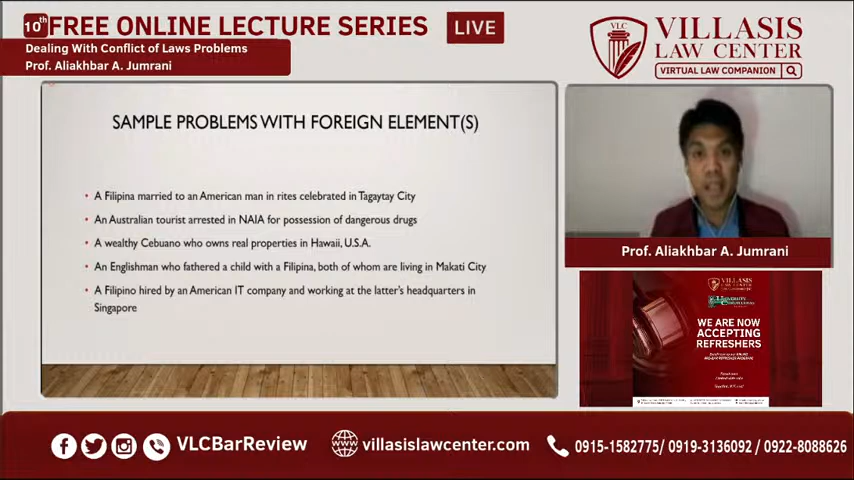 10th FREE ONLINE LECTURE SERIES
LIVE
Dealing With Conflict of Laws Problems
Prof. Aliakhbar A. Jumrani
VLC
VILLASIS
LAW CENTER
VIRTUAL LAW COMPANION
SAMPLE PROBLEMS WITH FOREIGN ELEMENT(S)
• A Filipina married to an American man in rites celebrated in Tagaytay City
• An Australian tourist arrested in NAIA for possession of dangerous drugs
• A wealthy Cebuano who owns real properties in Hawaii, U.S.A.
• An Englishman who fathered a child with a Filipina, both of whom are living in Makati City
• A Filipino hired by an American IT company and working at the latter's headquarters in
Singapore
Prof. Aliakhbar A. Jumrani
VILLASIS
LAW CENTER
WE ARE NOW
ACCEPTING
REFRESHERS
VLCBarReview
villasislawcenter.com
0915-1582775/ 0919-3136092 / 0922-8088626